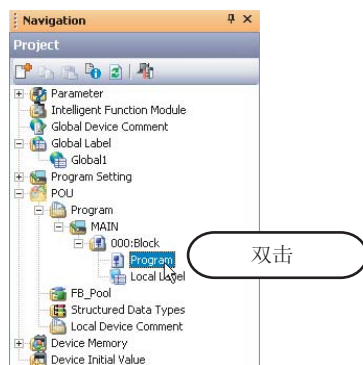 Navigation
Project
Parameter
Intelligent Function Module
Global Device Comment
Global Label
Global1
Program Setting
POU
Program
MAIN
000:Block
Program
双击
Local Label
FB_Pool
Structured Data Types
Local Device Comment
Device Memory
Device Initial Value